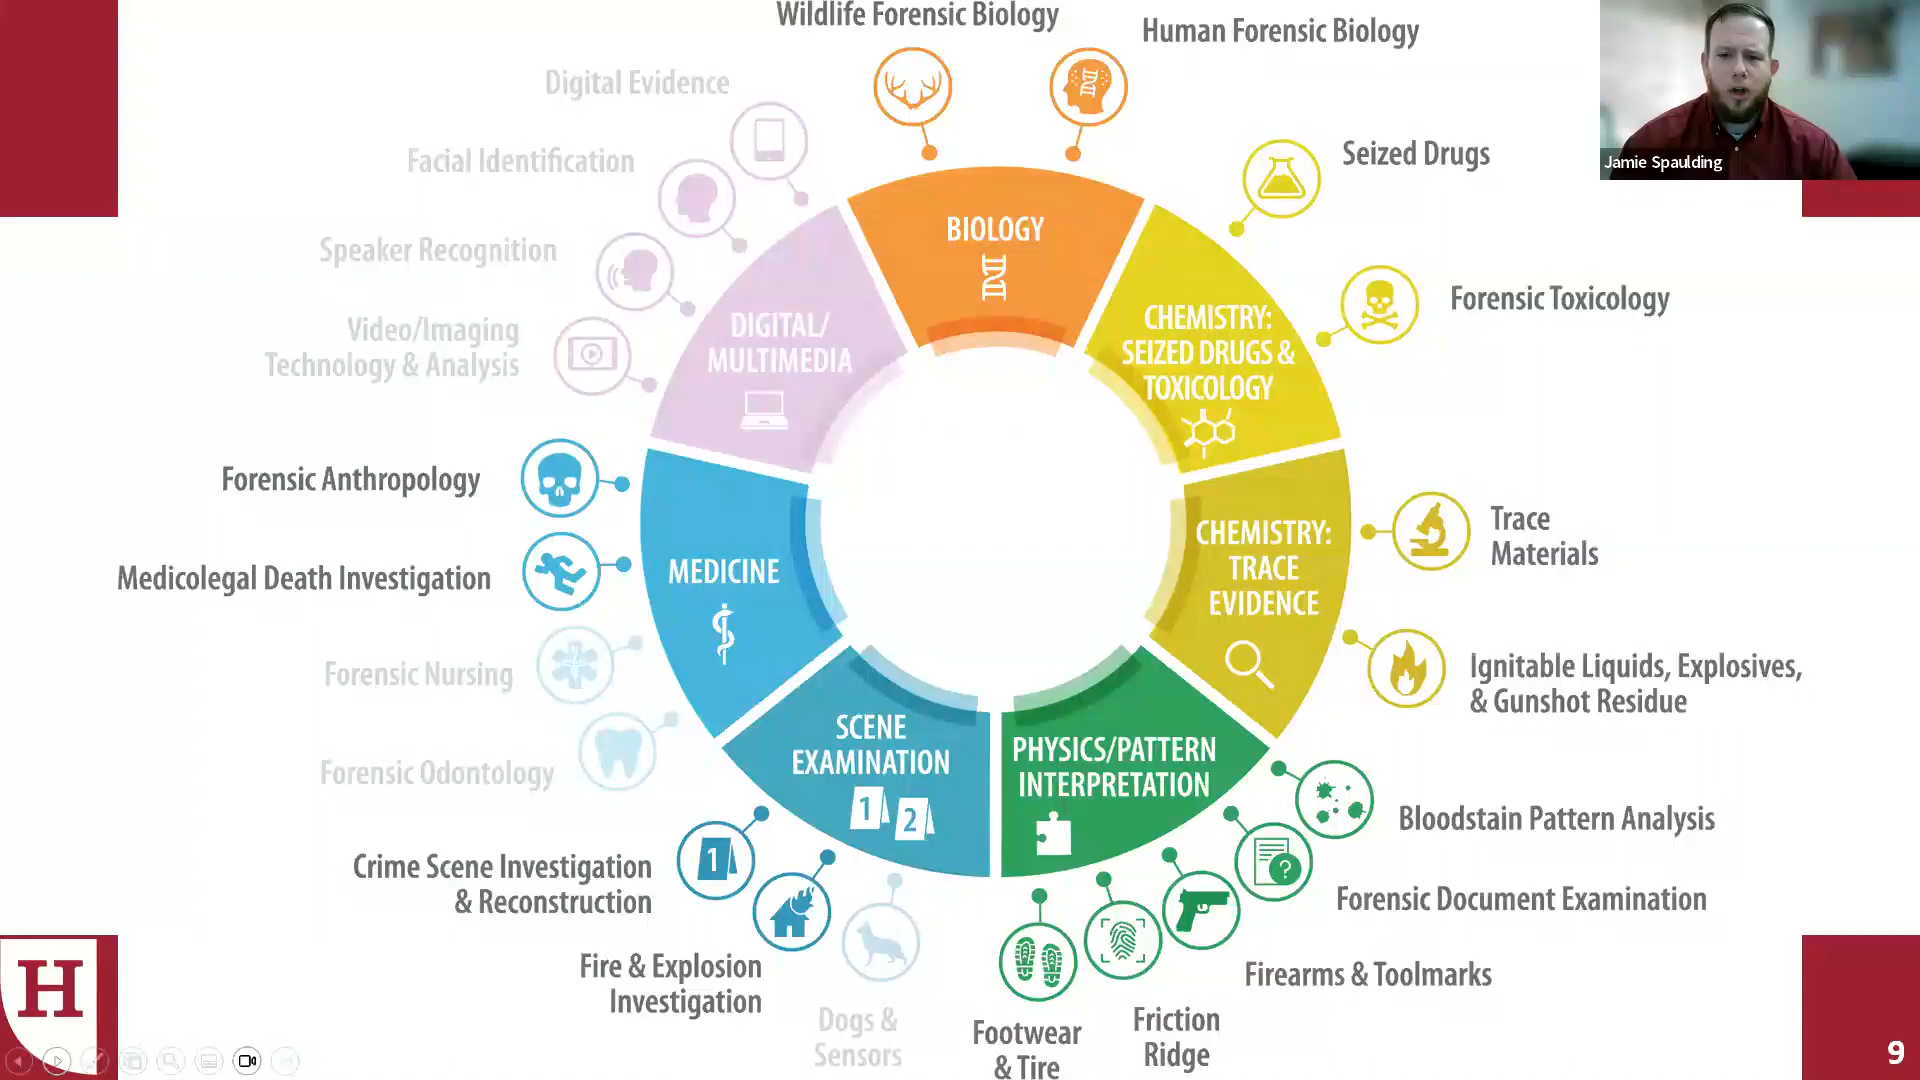 Wildlife Forensic Biology
Human Forensic Biology
Digital Evidence
Facial Identification
Seized Drugs
Jamie Spaulding
Speaker Recognition
BIOLOGY
Video/Imaging
Technology & Analysis
DIGITAL/
MULTIMEDIA
CHEMISTRY:
SEIZED DRUGS &
TOXICOLOGY
Forensic Toxicology
Forensic Anthropology
Medicolegal Death Investigation
MEDICINE
CHEMISTRY:
TRACE
EVIDENCE
Trace
Materials
Forensic Nursing
Ignitable Liquids, Explosives,
& Gunshot Residue
Forensic Odontology
SCENE
EXAMINATION
1
2
PHYSICS/PATTERN
INTERPRETATION
Bloodstain Pattern Analysis
Crime Scene Investigation
& Reconstruction
1
?
Forensic Document Examination
Fire & Explosion
Investigation
Firearms & Toolmarks
Dogs &
Sensors
Footwear
& Tire
Friction
Ridge
H
9